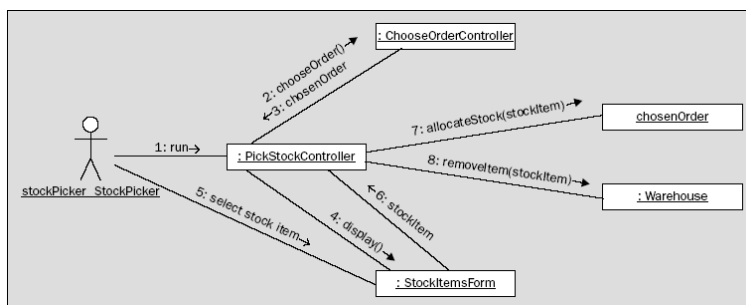 : ChooseOrderController
2: chooseOrder()
3: chosenOrder
7: allocateStock(stockItem)
chosenOrder
1: run
: PickStockController
8: removeItem(stockItem)
: Warehouse
stockPicker StockPicker
5: select stock item
4: display()
6: stockItem
: StockItemsForm